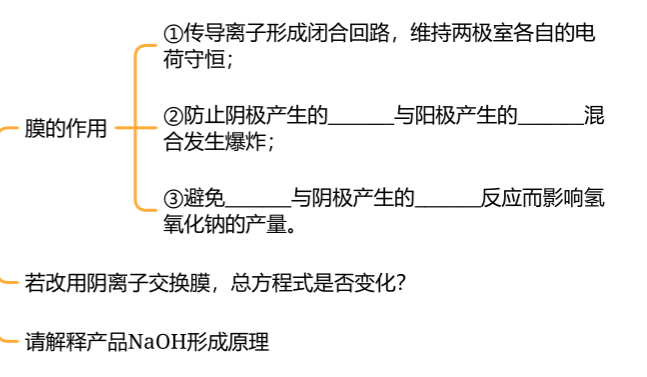 ①传导离子形成闭合回路，维持两极室各自的电
荷守恒；
膜的作用
②防止阴极产生的______与阳极产生的______混
合发生爆炸；
③避免______与阴极产生的______反应而影响氢
氧化钠的产量。
若改用阴离子交换膜，总方程式是否变化？
请解释产品NaOH形成原理